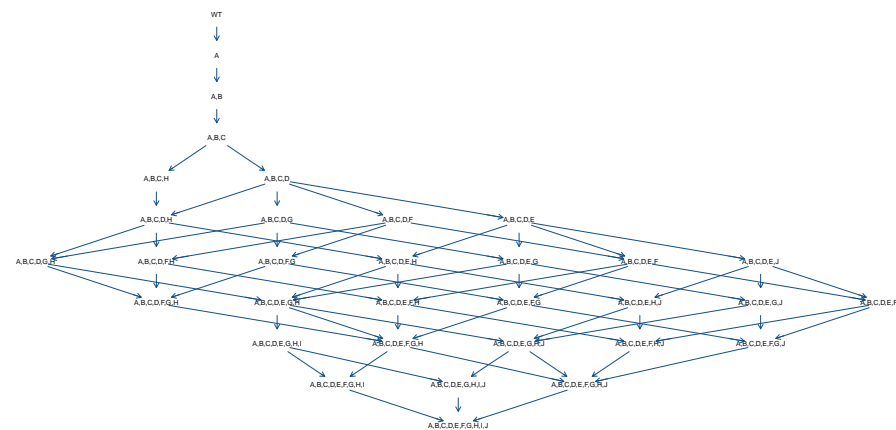 WT
A
A,B
A,B,C
A,B,C,H A,B,C,D
A,B,C,D,H A,B,C,D,G A,B,C,D,F A,B,C,D,E
A,B,C,D,G,H A,B,C,D,F,H A,B,C,D,F,G A,B,C,D,E,H A,B,C,D,E,G A,B,C,D,E,F A,B,C,D,E,J
A,B,C,D,F,G,H A,B,C,D,E,G,H A,B,C,D,E,F,H A,B,C,D,E,F,G A,B,C,D,E,H,J A,B,C,D,E,G,J A,B,C,D,E,F
A,B,C,D,E,G,H,I A,B,C,D,E,F,G,H A,B,C,D,E,G,H,J A,B,C,D,E,F,H,J A,B,C,D,E,F,G,J
A,B,C,D,E,F,G,H,I A,B,C,D,E,G,H,I,J A,B,C,D,E,F,G,H,J
A,B,C,D,E,F,G,H,I,J